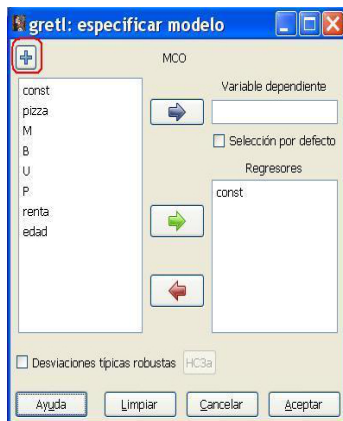 gretl: especificar modelo
MCO
const
pizza
M
B
U
P
renta
edad
Variable dependiente
Selección por defecto
Regresores
const
Desviaciones típicas robustas HC3a
Ayuda Limpiar Cancelar Aceptar